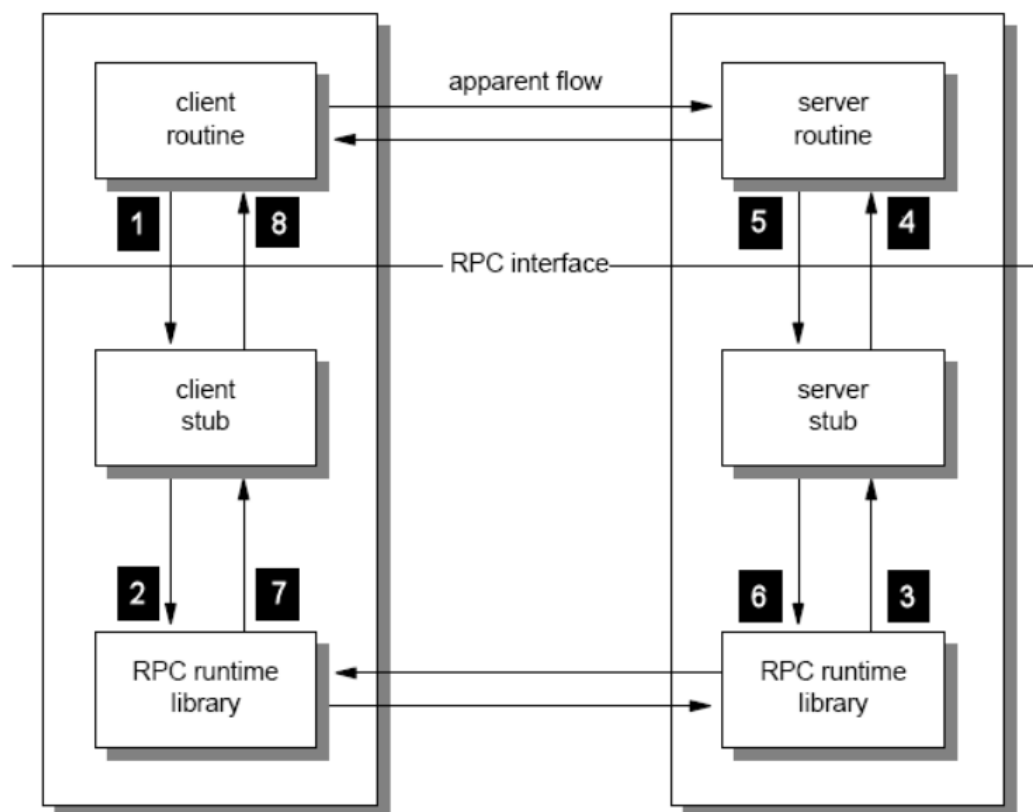 apparent flow
client
routine
server
routine
1
8
5
4
RPC interface
client
stub
server
stub
2
7
6
3
RPC runtime
library
RPC runtime
library